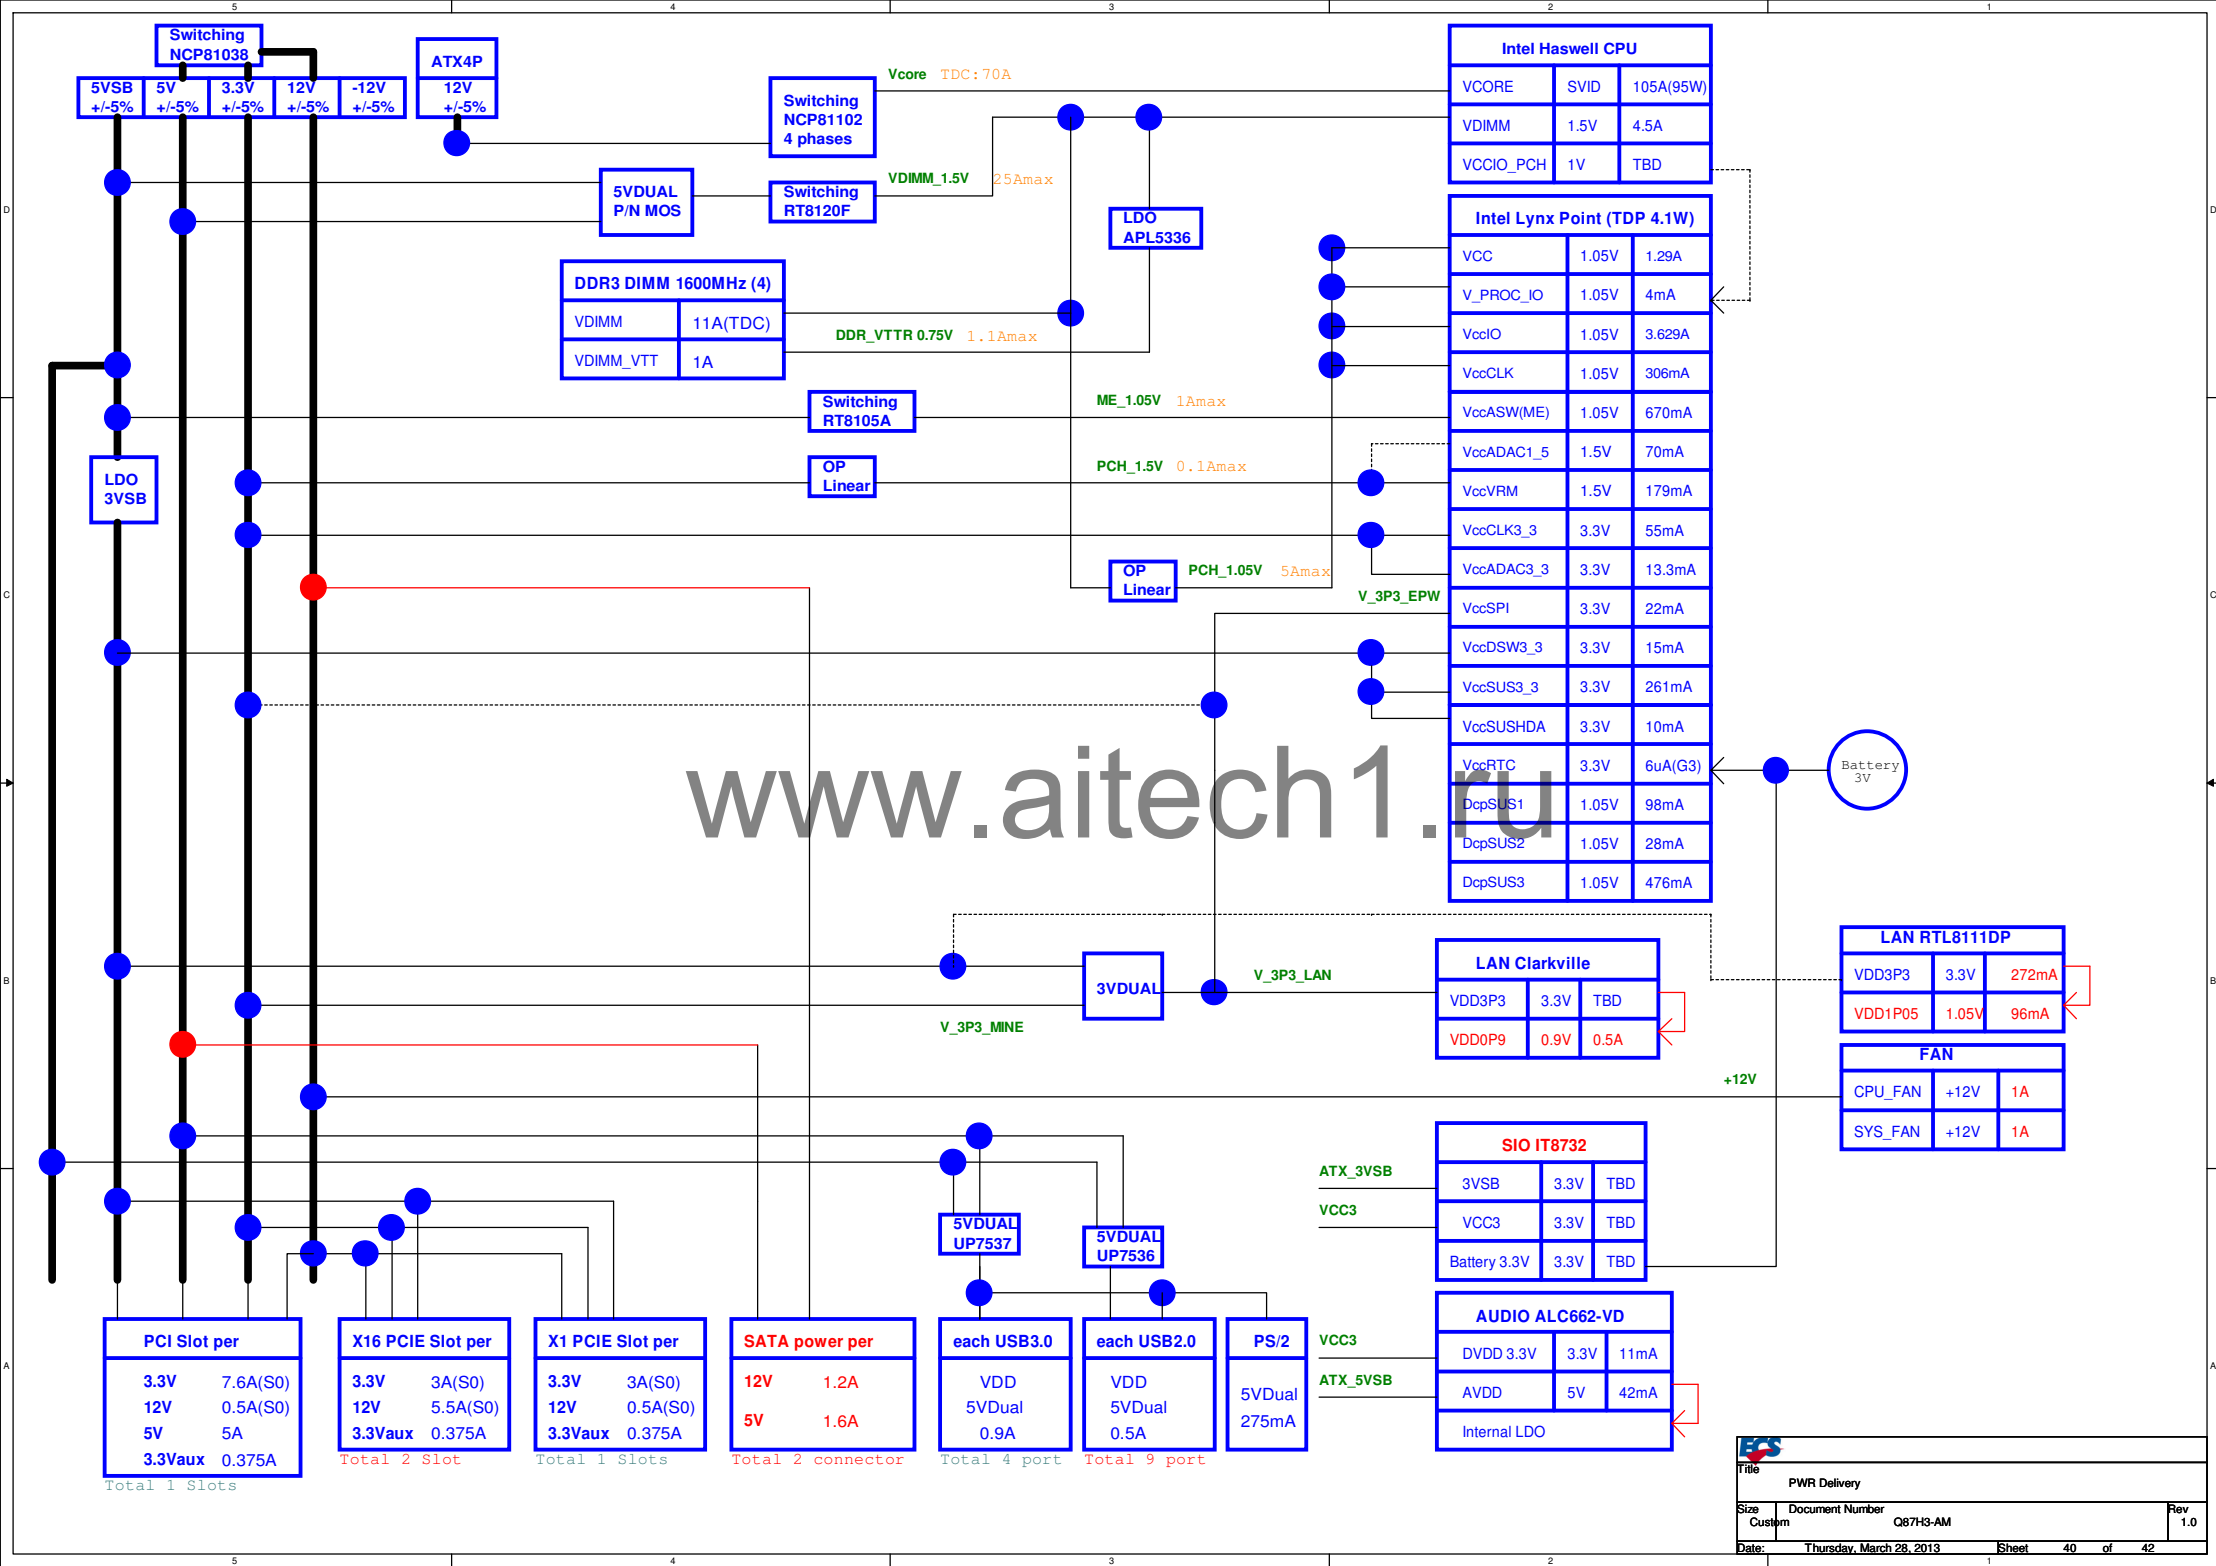 5 4 3 2 1
Switching
NCP81038
5VSB
+/-5%
5V
+/-5%
3.3V
+/-5%
12V
+/-5%
-12V
+/-5%
ATX4P
12V
+/-5%
Switching
NCP81102
4 phases
Vcore TDC:70A
5VDUAL
P/N MOS
Switching
RT8120F
VDIMM_1.5V 25Amax
LDO
APL5336
DDR3 DIMM 1600MHz (4)
VDIMM 11A(TDC)
VDIMM_VTT 1A
DDR_VTTR 0.75V 1.1Amax
Switching
RT8105A
ME_1.05V 1Amax
OP
Linear
PCH_1.5V 0.1Amax
LDO
3VSB
OP
Linear
PCH_1.05V 5Amax
V_3P3_EPW
Intel Haswell CPU
VCORE SVID 105A(95W)
VDIMM 1.5V 4.5A
VCCIO_PCH 1V TBD
Intel Lynx Point (TDP 4.1W)
VCC 1.05V 1.29A
V_PROC_IO 1.05V 4mA
VccIO 1.05V 3.629A
VccCLK 1.05V 306mA
VccASW(ME) 1.05V 670mA
VccADAC1_5 1.5V 70mA
VccVRM 1.5V 179mA
VccCLK3_3 3.3V 55mA
VccADAC3_3 3.3V 13.3mA
VccSPI 3.3V 22mA
VccDSW3_3 3.3V 15mA
VccSUS3_3 3.3V 261mA
VccSUSHDA 3.3V 10mA
VccRTC 3.3V 6uA(G3)
DcpSUS1 1.05V 98mA
DcpSUS2 1.05V 28mA
DcpSUS3 1.05V 476mA
Battery
3V
www.aitech1.ru
3VDUAL
V_3P3_LAN
V_3P3_MINE
LAN Clarkville
VDD3P3 3.3V TBD
VDD0P9 0.9V 0.5A
LAN RTL8111DP
VDD3P3 3.3V 272mA
VDD1P05 1.05V 96mA
FAN
CPU_FAN +12V 1A
SYS_FAN +12V 1A
+12V
SIO IT8732
3VSB 3.3V TBD
VCC3 3.3V TBD
Battery 3.3V 3.3V TBD
ATX_3VSB
VCC3
5VDUAL
UP7537
5VDUAL
UP7536
AUDIO ALC662-VD
DVDD 3.3V 3.3V 11mA
AVDD 5V 42mA
Internal LDO
VCC3
ATX_5VSB
PCI Slot per
3.3V 7.6A(S0)
12V 0.5A(S0)
5V 5A
3.3Vaux 0.375A
Total 1 Slots
X16 PCIE Slot per
3.3V 3A(S0)
12V 5.5A(S0)
3.3Vaux 0.375A
Total 2 Slot
X1 PCIE Slot per
3.3V 3A(S0)
12V 0.5A(S0)
3.3Vaux 0.375A
Total 1 Slots
SATA power per
12V 1.2A
5V 1.6A
Total 2 connector
each USB3.0
VDD
5VDual
0.9A
Total 4 port
each USB2.0
VDD
5VDual
0.5A
Total 9 port
PS/2
5VDual
275mA
D D
C C
B B
A A
ECS
Title
PWR Delivery
Size Document Number Rev
Custom Q87H3-AM 1.0
Date: Thursday, March 28, 2013 Sheet 40 of 42
5 4 3 2 1